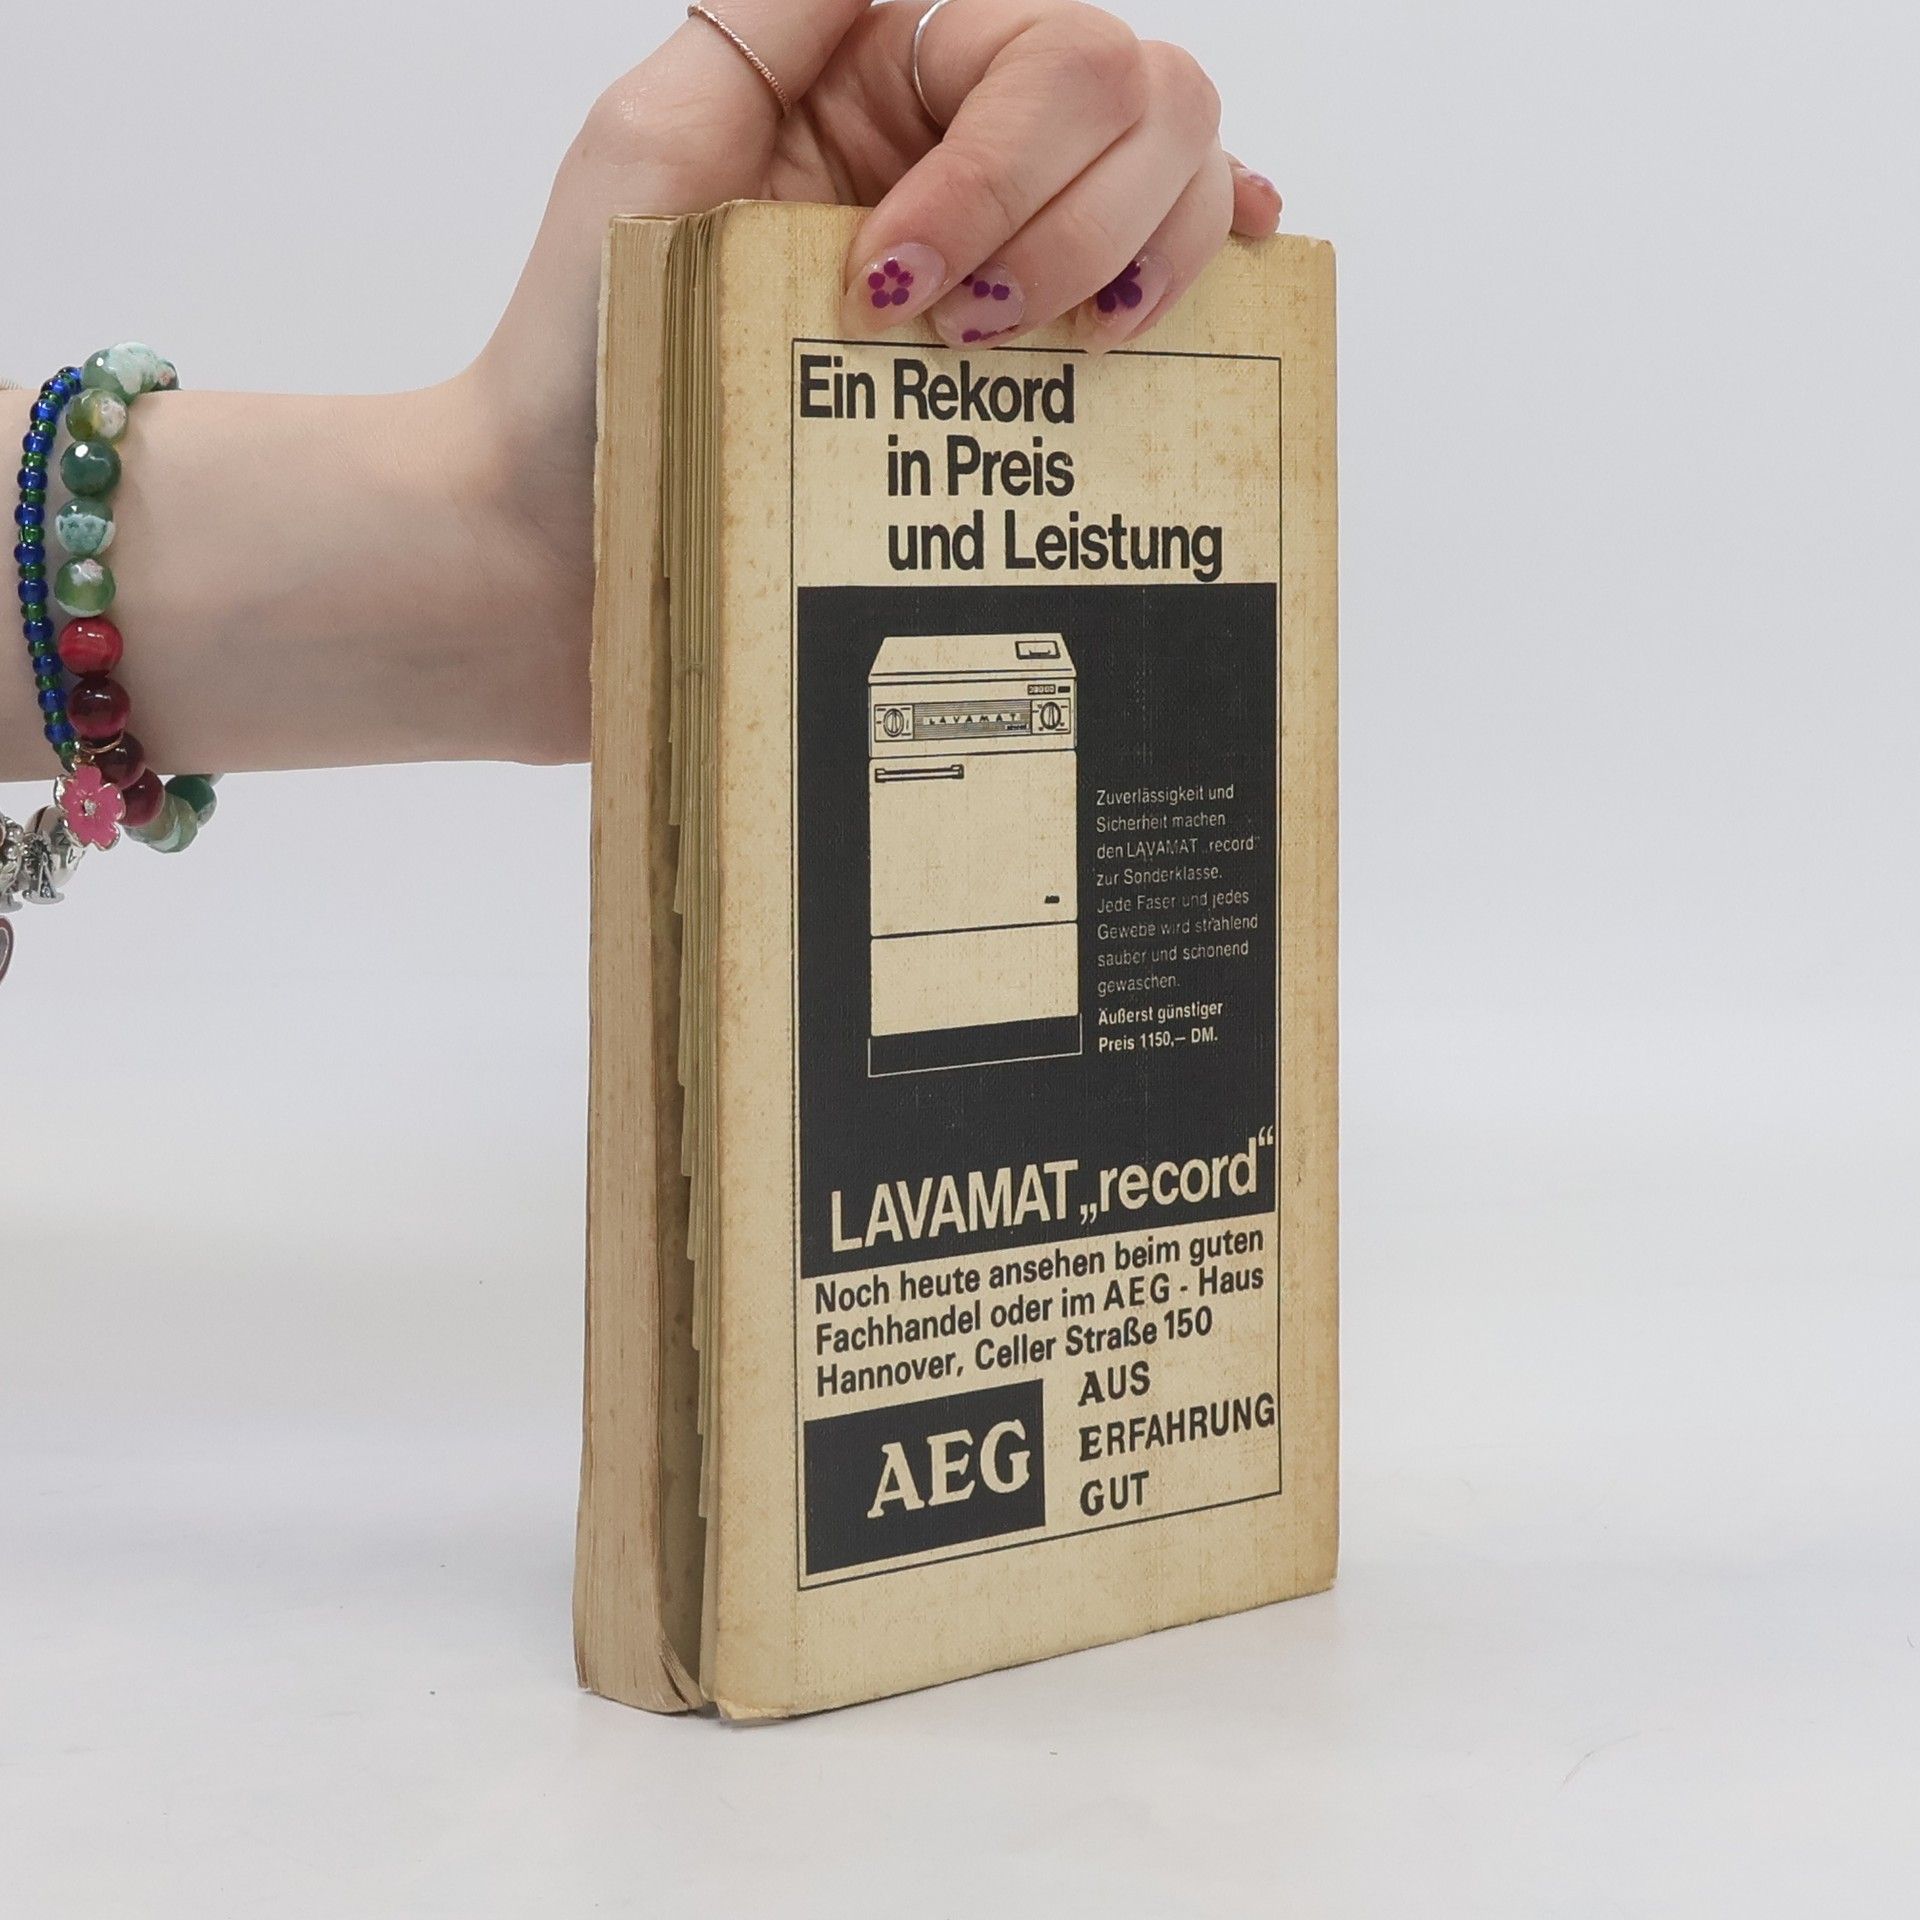 Ein Rekord
in Preis
und Leistung
LAVAMAT
Zuverlässigkeit und
Sicherheit machen
den LAVAMAT „record“
zur Sonderklasse.
Jede Faser und jedes
Gewebe wird strahlend
sauber und schonend
gewaschen.
Äußerst günstiger
Preis 1150,— DM.
LAVAMAT „record“
Noch heute ansehen beim guten
Fachhandel oder im AEG - Haus
Hannover, Celler Straße 150
AEG
AUS
ERFAHRUNG
GUT